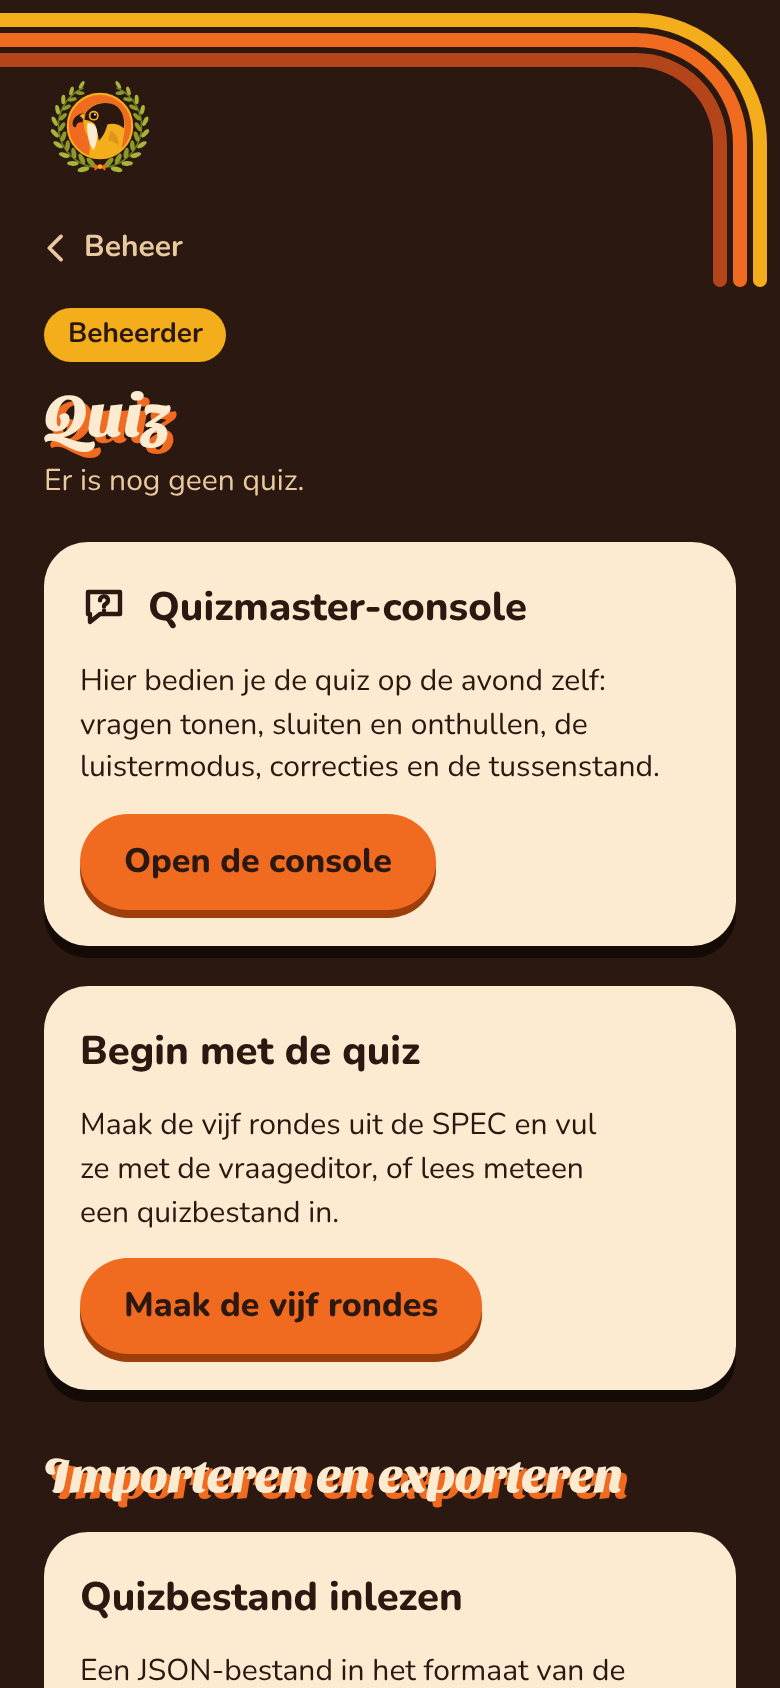 Beheer
Beheerder
Quiz
Er is nog geen quiz.
Quizmaster-console
Hier bedien je de quiz op de avond zelf:
vragen tonen, sluiten en onthullen, de
luistermodus, correcties en de tussenstand.
Open de console
Begin met de quiz
Maak de vijf rondes uit de SPEC en vul
ze met de vraageditor, of lees meteen
een quizbestand in.
Maak de vijf rondes
Importeren en exporteren
Quizbestand inlezen
Een JSON-bestand in het formaat van de